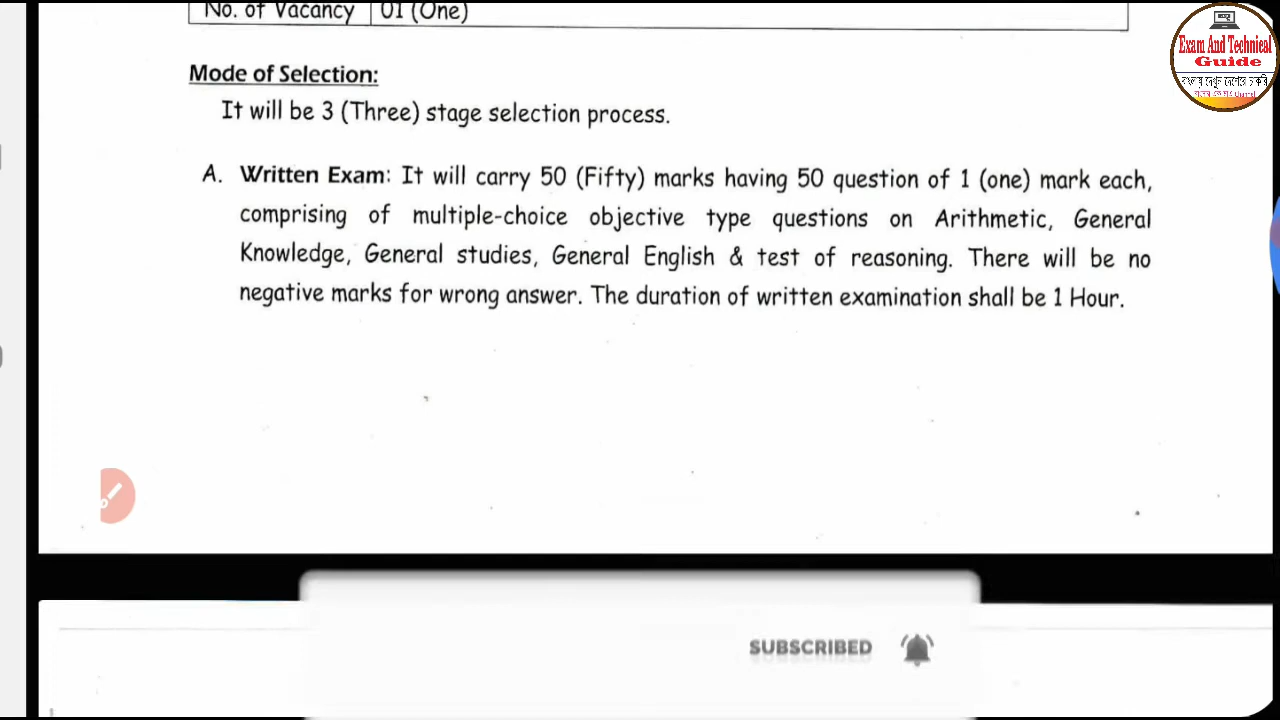 No. of Vacancy 01 (One)
Exam And Technical
Guide
Mode of Selection:
It will be 3 (Three) stage selection process.
A. Written Exam: It will carry 50 (Fifty) marks having 50 question of 1 (one) mark each,
comprising of multiple-choice objective type questions on Arithmetic, General
Knowledge, General studies, General English & test of reasoning. There will be no
negative marks for wrong answer. The duration of written examination shall be 1 Hour.
SUBSCRIBED